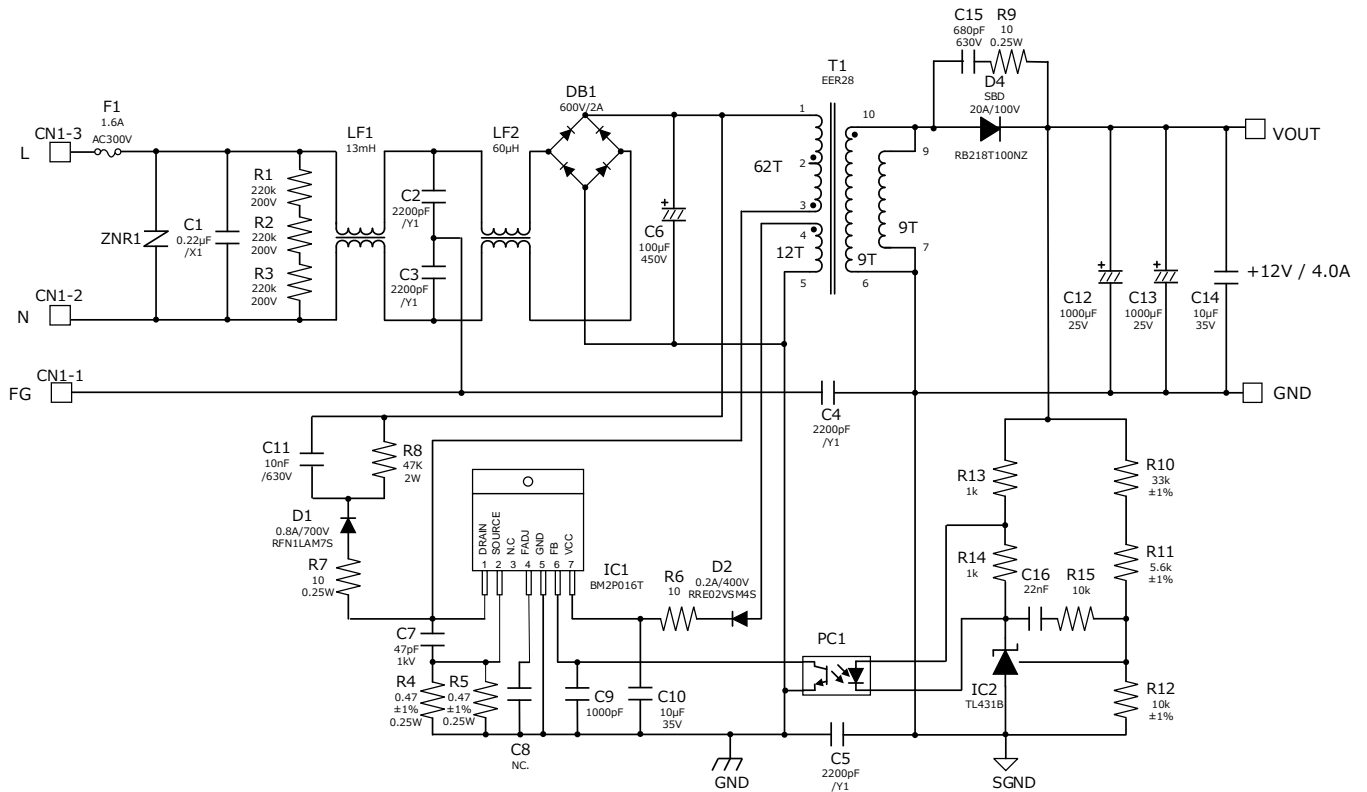 C15
680pF
630V
R9
10
0.25W
D4
SBD
20A/100V
RB218T100NZ
T1
EER28
F1
1.6A
AC300V
CN1-3
L
LF1
13mH
LF2
60μH
DB1
600V/2A
1
2
3
4
5
62T
12T
10
9
7
6
9T
9T
VOUT
R1
220k
200V
R2
220k
200V
R3
220k
200V
ZNR1
C1
0.22μF
/X1
C2
2200pF
/Y1
C3
2200pF
/Y1
+
C6
100μF
450V
+
C12
1000μF
25V
+
C13
1000μF
25V
C14
10μF
35V
+12V / 4.0A
CN1-2
N
CN1-1
FG
C4
2200pF
/Y1
GND
C11
10nF
/630V
R8
47K
2W
D1
0.8A/700V
RFN1LAM7S
R7
10
0.25W
DRAIN
SOURCE
N.C
FADJ
GND
FB
VCC
1
2
3
4
5
6
7
IC1
BM2P016T
R6
10
D2
0.2A/400V
RRE02VSM4S
R13
1k
R10
33k
±1%
R14
1k
R11
5.6k
±1%
C16
22nF
R15
10k
C7
47pF
1kV
R4
0.47
±1%
0.25W
R5
0.47
±1%
0.25W
C8
NC.
C9
1000pF
C10
10μF
35V
PC1
IC2
TL431B
R12
10k
±1%
GND
C5
2200pF
/Y1
SGND